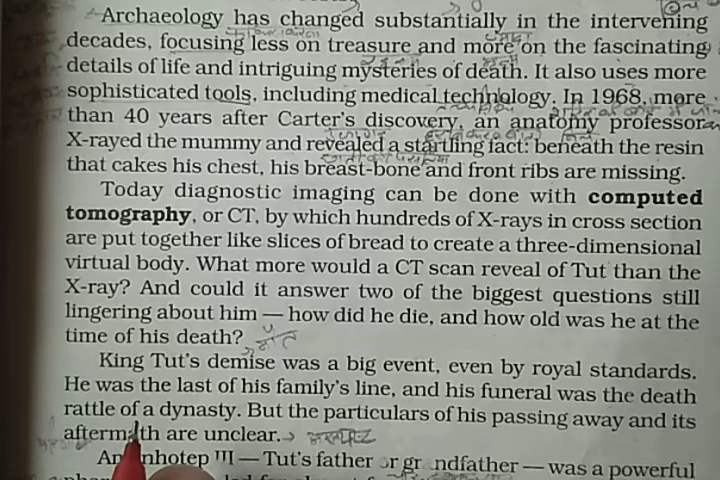 Archaeology has changed substantially in the intervening
decades, focusing less on treasure and more on the fascinating
details of life and intriguing mysteries of death. It also uses more
sophisticated tools, including medical technology. In 1968, more
than 40 years after Carter's discovery, an anatomy professor
X-rayed the mummy and revealed a startling fact: beneath the resin
that cakes his chest, his breast-bone and front ribs are missing.
Today diagnostic imaging can be done with computed
tomography, or CT, by which hundreds of X-rays in cross section
are put together like slices of bread to create a three-dimensional
virtual body. What more would a CT scan reveal of Tut than the
X-ray? And could it answer two of the biggest questions still
lingering about him — how did he die, and how old was he at the
time of his death?
मौत
King Tut's demise was a big event, even by royal standards.
He was the last of his family's line, and his funeral was the death
rattle of a dynasty. But the particulars of his passing away and its
aftermath are unclear.
III — Tut's father or grandfather — was a powerful